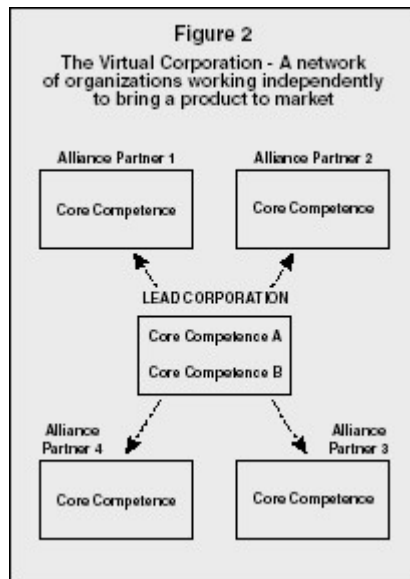 Figure 2
The Virtual Corporation - A network
of organizations working independently
to bring a product to market
Alliance Partner 1
Alliance Partner 2
Core Competence
Core Competence
LEAD CORPORATION
Core Competence A
Core Competence B
Alliance
Partner 4
Alliance
Partner 3
Core Competence
Core Competence